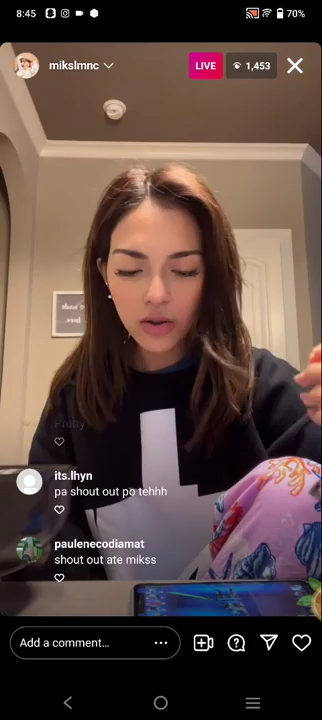 8:45
70%
mikslmnc
LIVE
1,453
its.lhyn
pa shout out po tehhh
paulenecodiamat
shout out ate mikss
Add a comment...